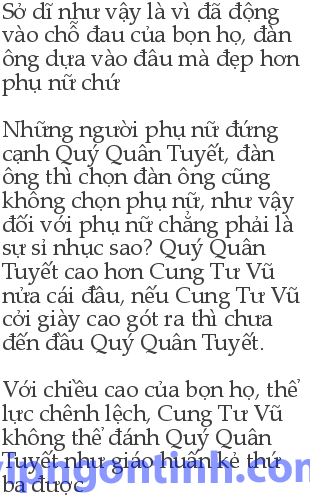 Sở dĩ như vậy là vì đã động
vào chỗ đau của bọn họ, đàn
ông dựa vào đâu mà đẹp hơn
phụ nữ chứ
Những người phụ nữ đứng
cạnh Quý Quân Tuyết, đàn
ông thì chọn đàn ông cũng
không chọn phụ nữ, như vậy
đối với phụ nữ chẳng phải là
sự sỉ nhục sao? Quý Quân
Tuyết cao hơn Cung Tư Vũ
nửa cái đầu, nếu Cung Tư Vũ
cởi giày cao gót ra thì chưa
đến đầu Quý Quân Tuyết.
Với chiều cao của bọn họ, thể
lực chênh lệch, Cung Tư Vũ
không thể đánh Quý Quân
Tuyết như giáo huấn kẻ thứ
ba được
vipngontinh.com